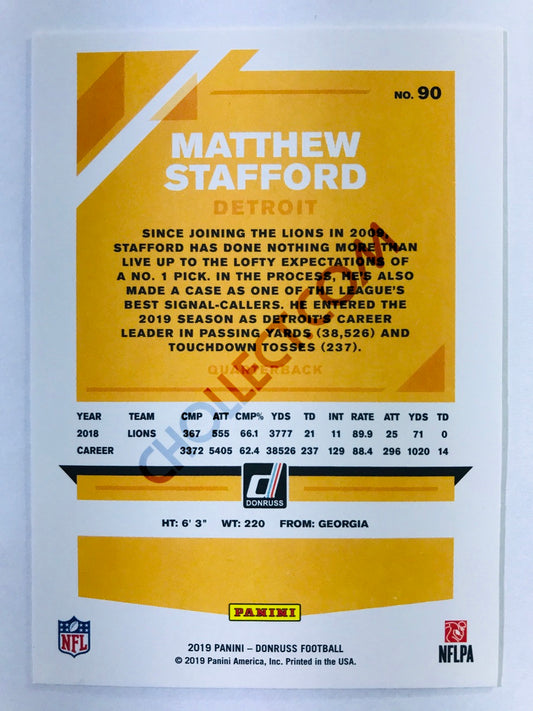 NO. 90
MATTHEW
STAFFORD
DETROIT
SINCE JOINING THE LIONS IN 2009,
STAFFORD HAS DONE NOTHING MORE THAN
LIVE UP TO THE LOFTY EXPECTATIONS OF
A NO. 1 PICK. IN THE PROCESS, HE'S ALSO
MADE A CASE AS ONE OF THE LEAGUE'S
BEST SIGNAL-CALLERS. HE ENTERED THE
2019 SEASON AS DETROIT'S CAREER
LEADER IN PASSING YARDS (38,526) AND
TOUCHDOWN TOSSES (237).
QUARTERBACK
CHOLLECT.COM
YEAR TEAM CMP ATT CMP% YDS TD INT RATE ATT YDS TD
2018 LIONS 367 555 66.1 3777 21 11 89.9 25 71 0
CAREER 3372 5405 62.4 38526 237 129 88.4 296 1020 14
DONRUSS
HT: 6' 3" WT: 220 FROM: GEORGIA
PANINI
NFL
NFLPA
2019 PANINI – DONRUSS FOOTBALL
© 2019 Panini America, Inc. Printed in the USA.